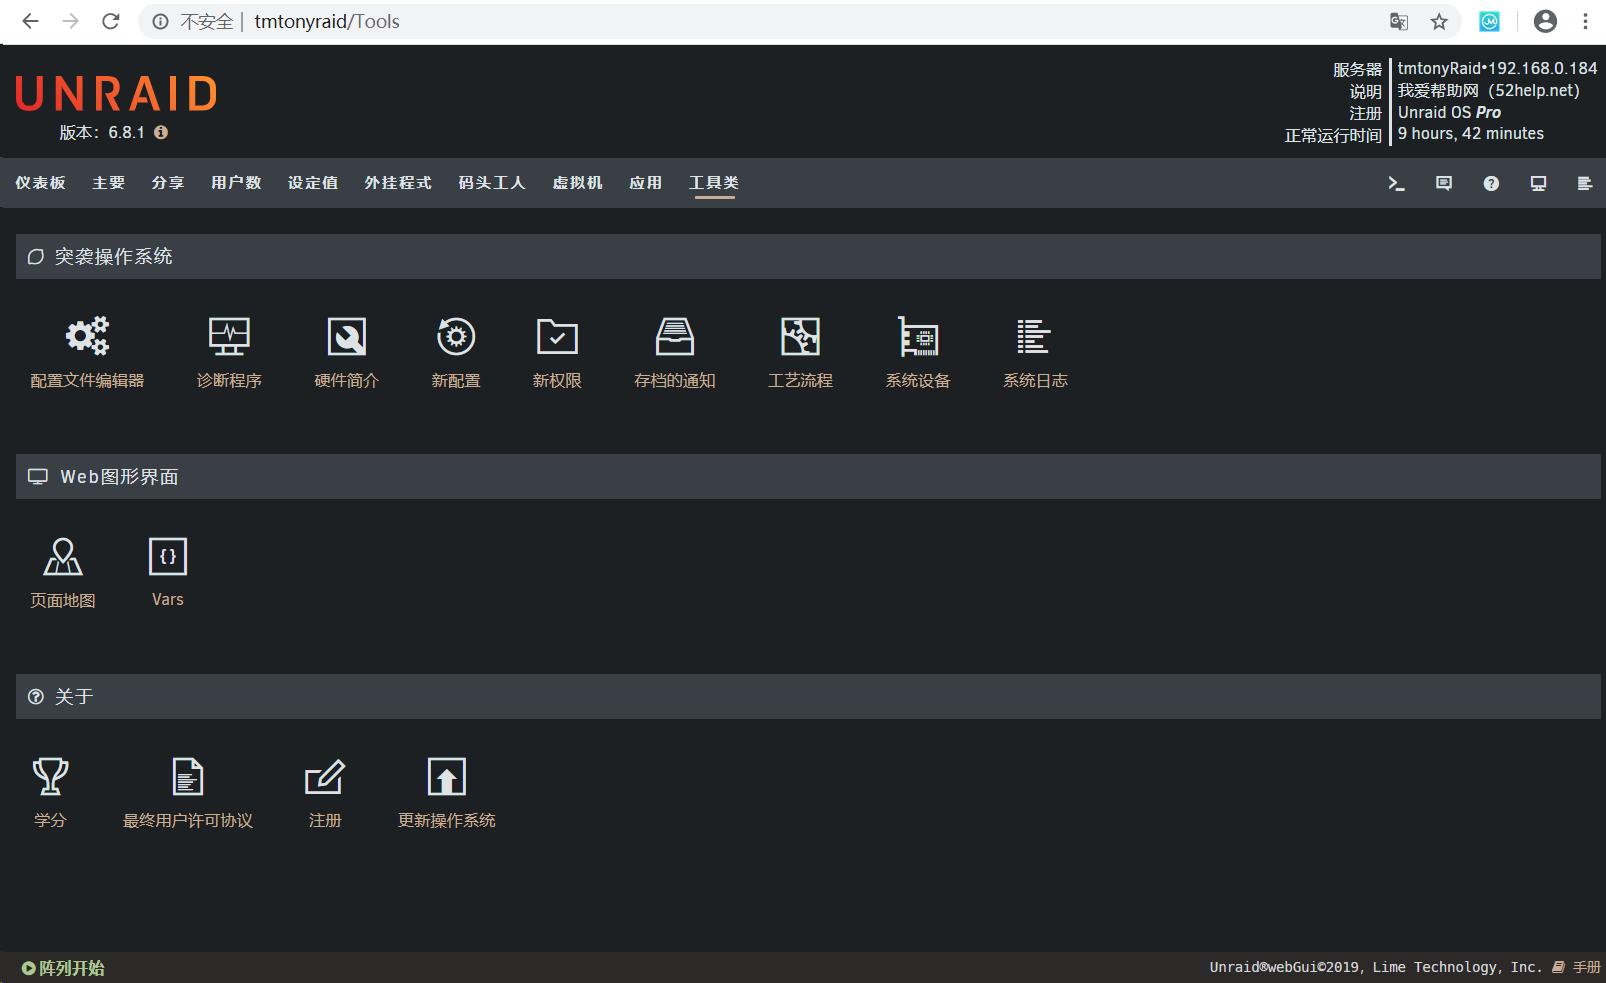 不安全 | tmtonyraid/Tools
UNRAID
版本：6.8.1
服务器 tmtonyRaid•192.168.0.184
说明 我爱帮助网（52help.net）
注册 Unraid OS Pro
正常运行时间 9 hours, 42 minutes
仪表板 主要 分享 用户数 设定值 外挂程式 码头工人 虚拟机 应用 工具类
突袭操作系统
配置文件编辑器 诊断程序 硬件简介 新配置 新权限 存档的通知 工艺流程 系统设备 系统日志
Web图形界面
页面地图 Vars
关于
学分 最终用户许可协议 注册 更新操作系统
阵列开始 Unraid®webGui©2019, Lime Technology, Inc. 手册